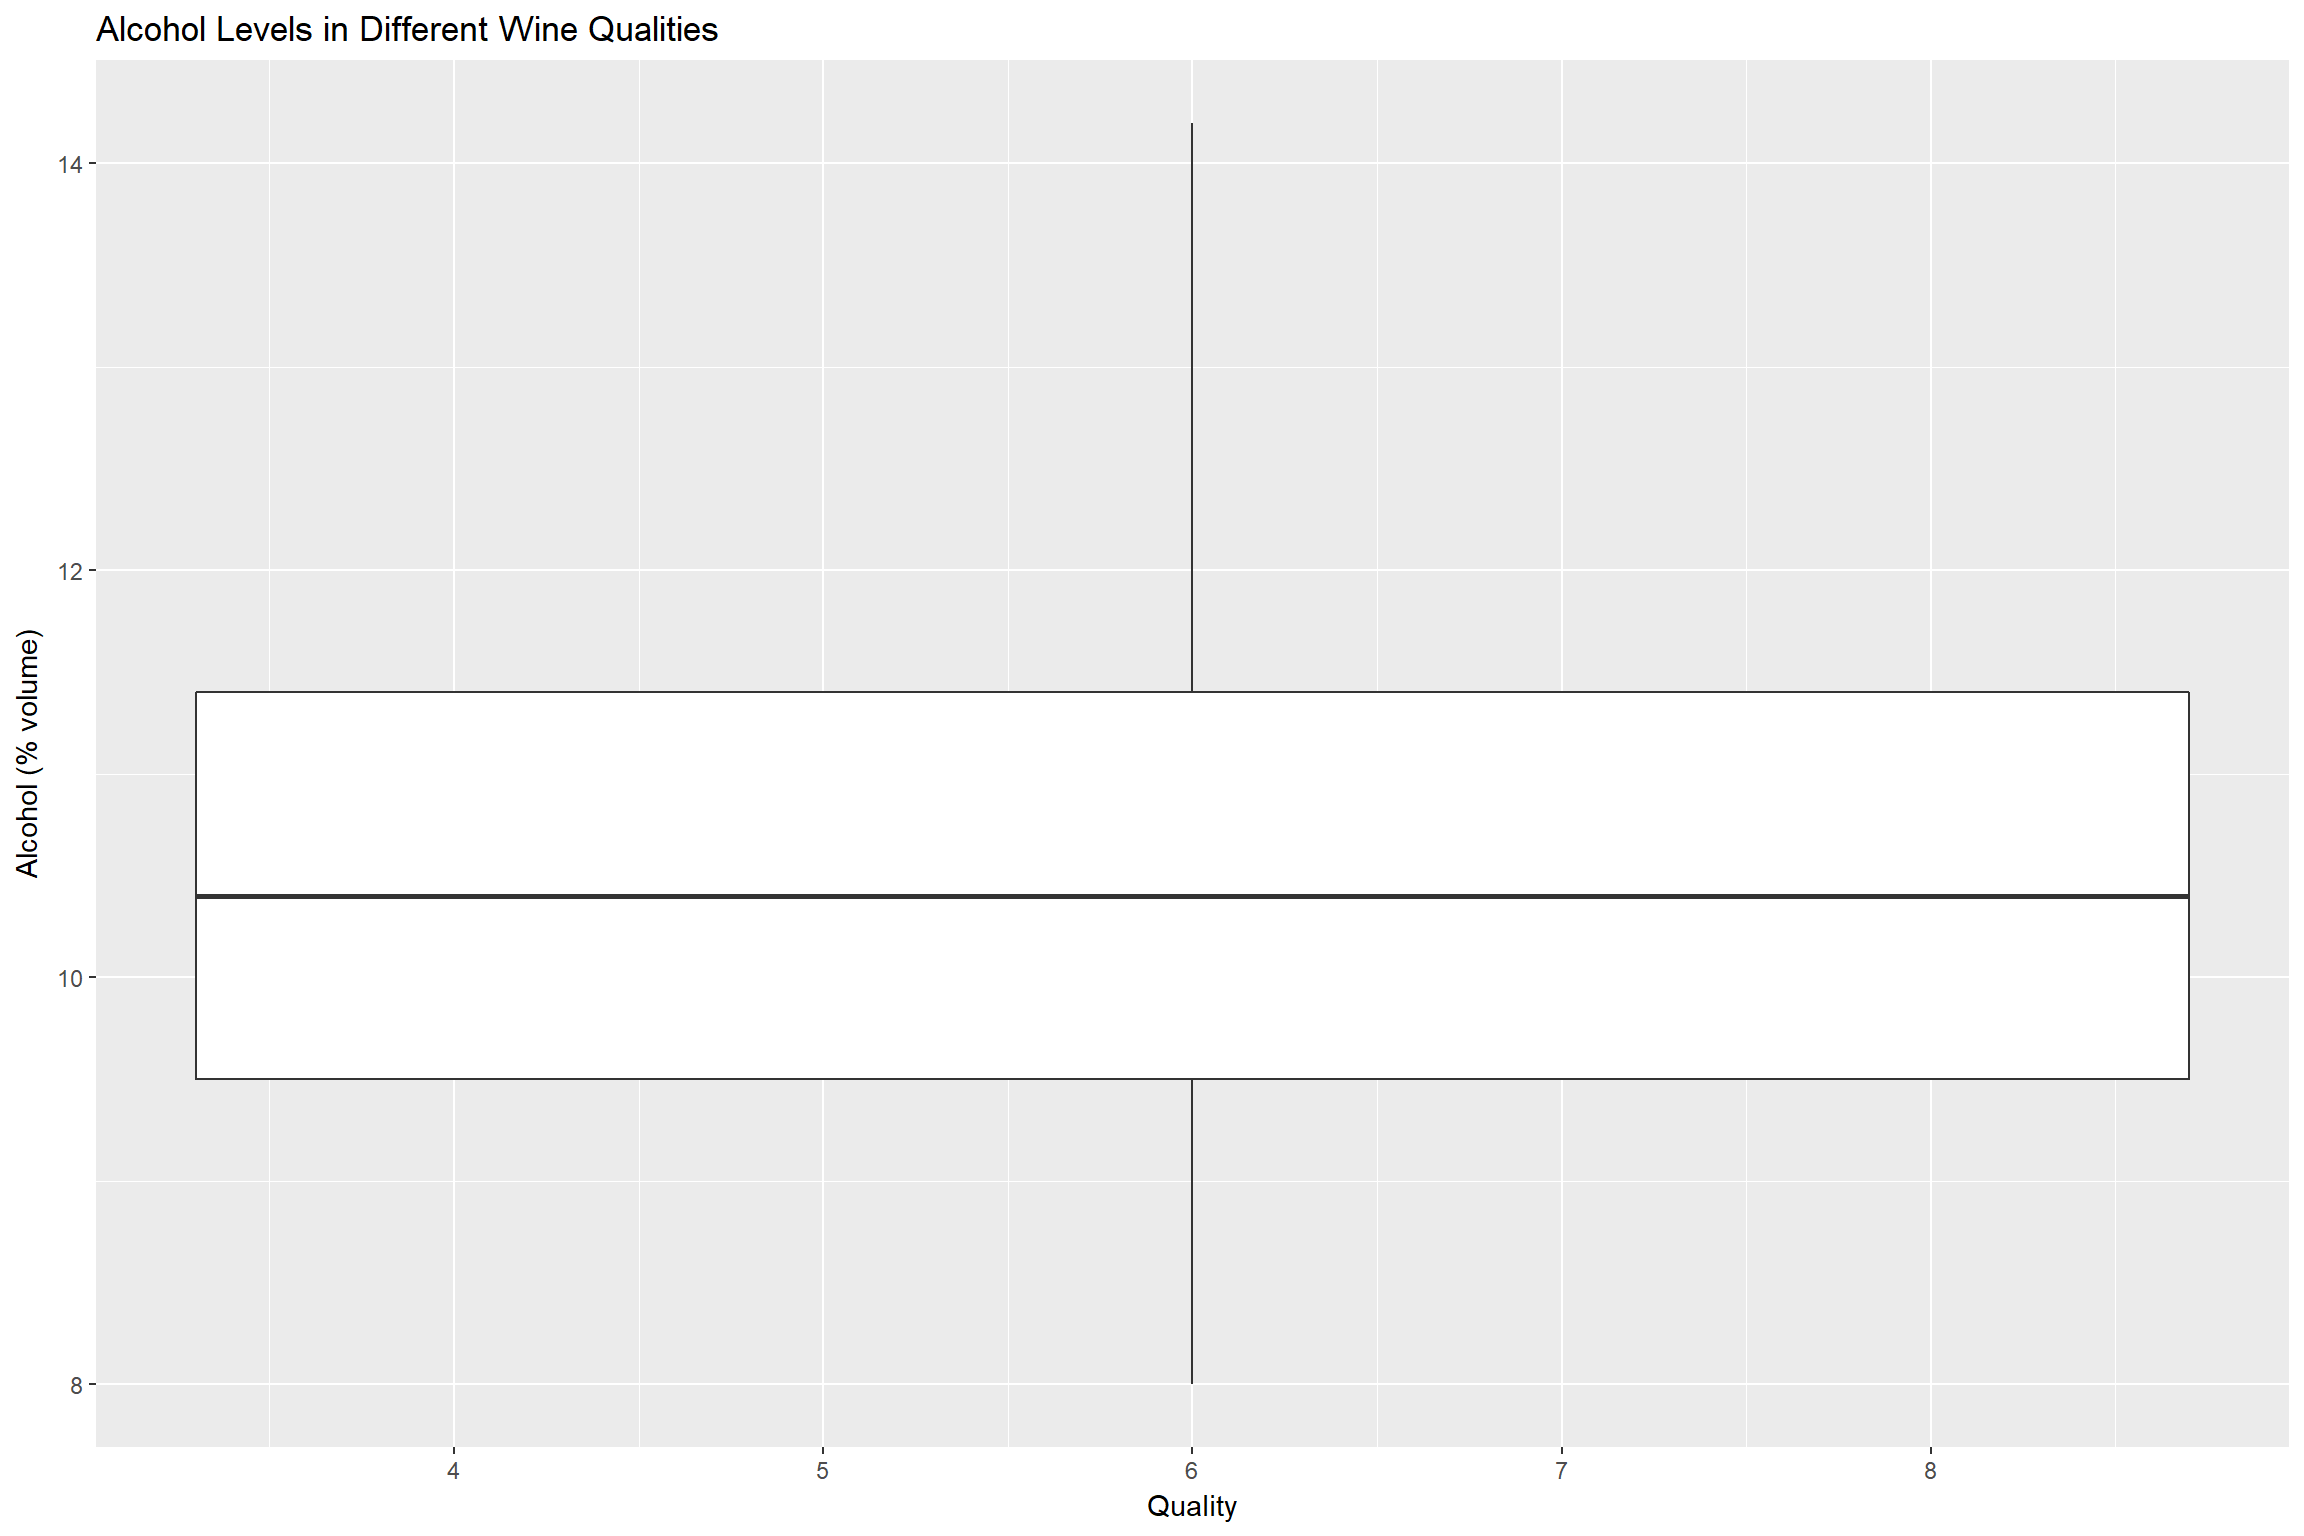 Alcohol Levels in Different Wine Qualities
14
12
10
8
Alcohol (% volume)
4 5 6 7 8
Quality